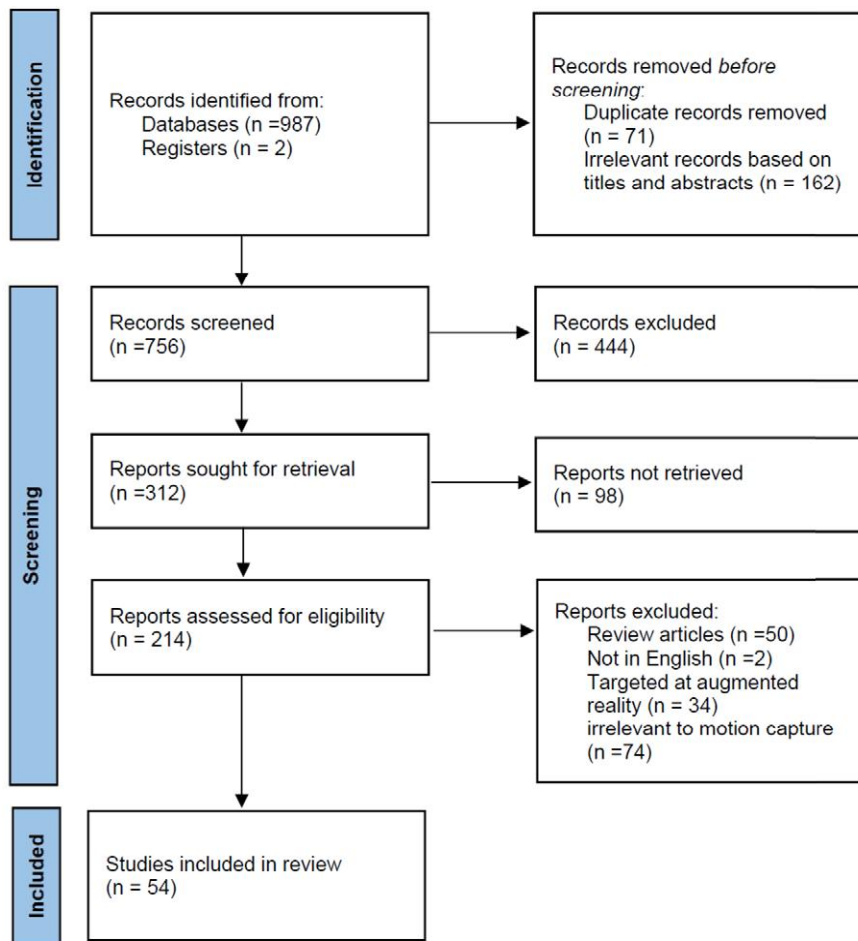 Identification
Records identified from:
Databases (n =987)
Registers (n = 2)
Records removed before
screening:
Duplicate records removed
(n = 71)
Irrelevant records based on
titles and abstracts (n = 162)
Screening
Records screened
(n =756)
Records excluded
(n = 444)
Reports sought for retrieval
(n =312)
Reports not retrieved
(n = 98)
Reports assessed for eligibility
(n = 214)
Reports excluded:
Review articles (n =50)
Not in English (n =2)
Targeted at augmented
reality (n = 34)
irrelevant to motion capture
(n =74)
Included
Studies included in review
(n = 54)